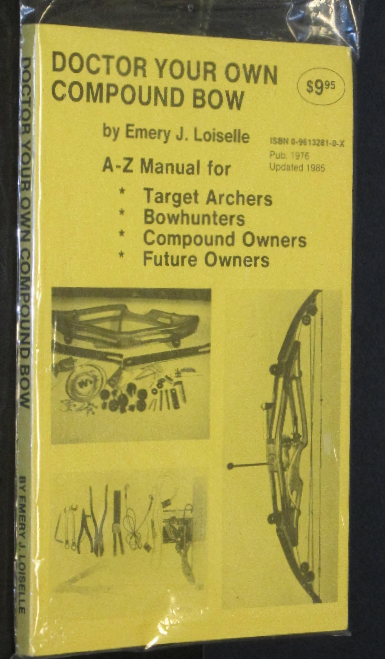 DOCTOR YOUR OWN
COMPOUND BOW
$9.95
by Emery J. Loiselle
ISBN 0-9613281-0-X
Pub. 1976
Updated 1985
A-Z Manual for
* Target Archers
* Bowhunters
* Compound Owners
* Future Owners
DOCTOR YOUR OWN COMPOUND BOW
BY EMERY J. LOISELLE